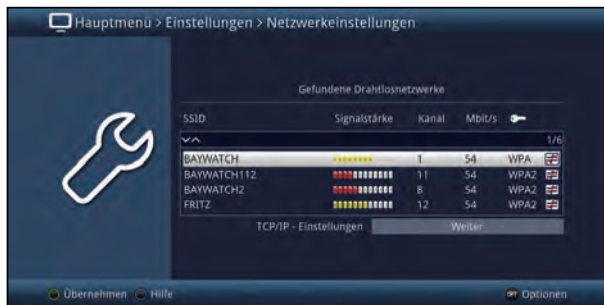 Hauptmenü > Einstellungen > Netzwerkeinstellungen
Gefundene Drahtlosnetzwerke
SSID Signalstärke Kanal Mbit/s
1/6
BAYWATCH 1 54 WPA
BAYWATCH112 11 54 WPA2
BAYWATCH2 8 54 WPA2
FRITZ 12 54 WPA2
TCP/IP - Einstellungen Weiter
Übernehmen Hilfe OPT Optionen